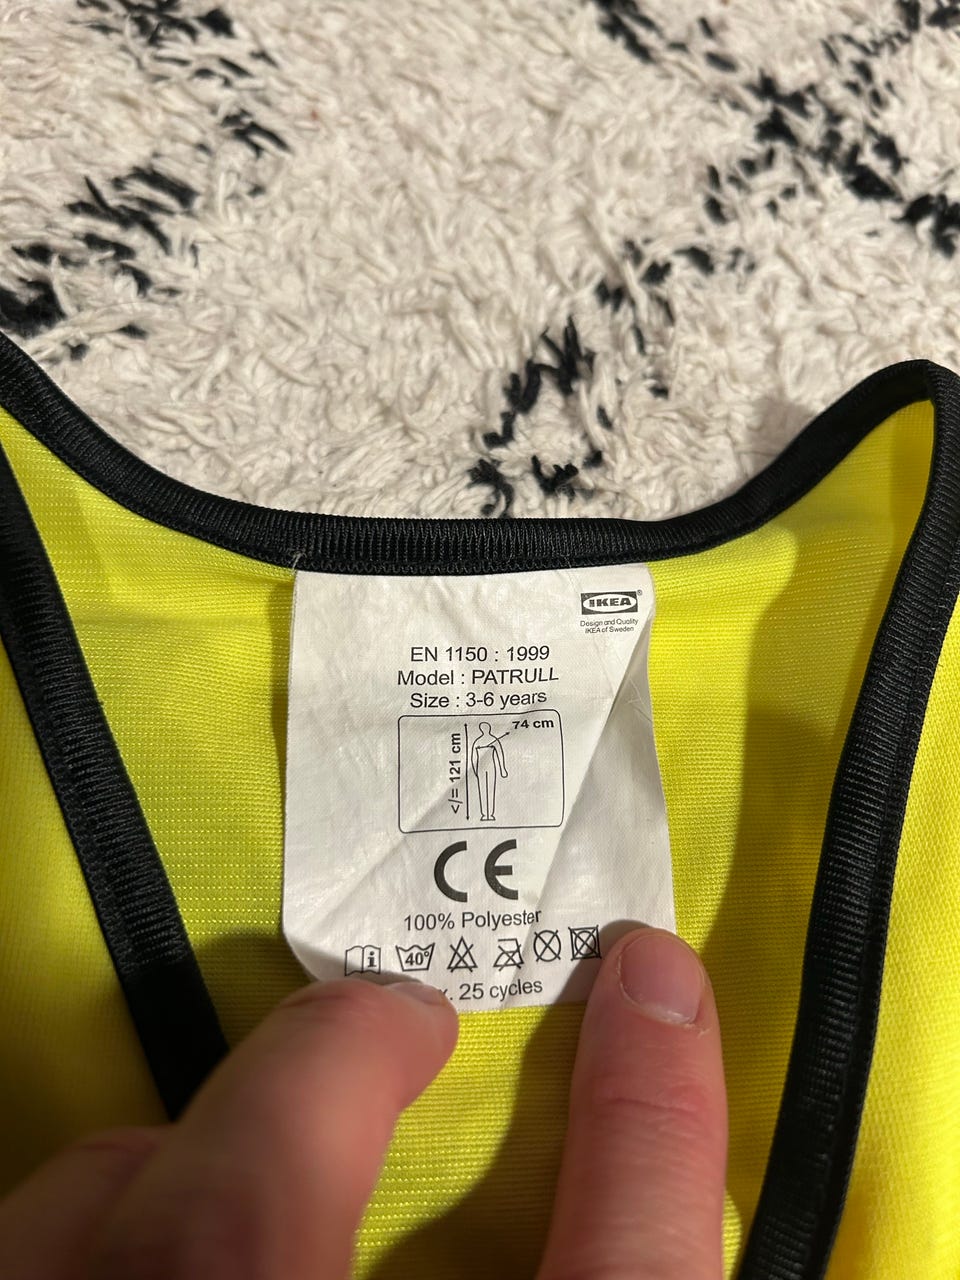 IKEA®
Design and Quality
IKEA of Sweden
EN 1150 : 1999
Model : PATRULL
Size : 3-6 years
74 cm
</= 121 cm
CE
100% Polyester
i 40°
25 cycles